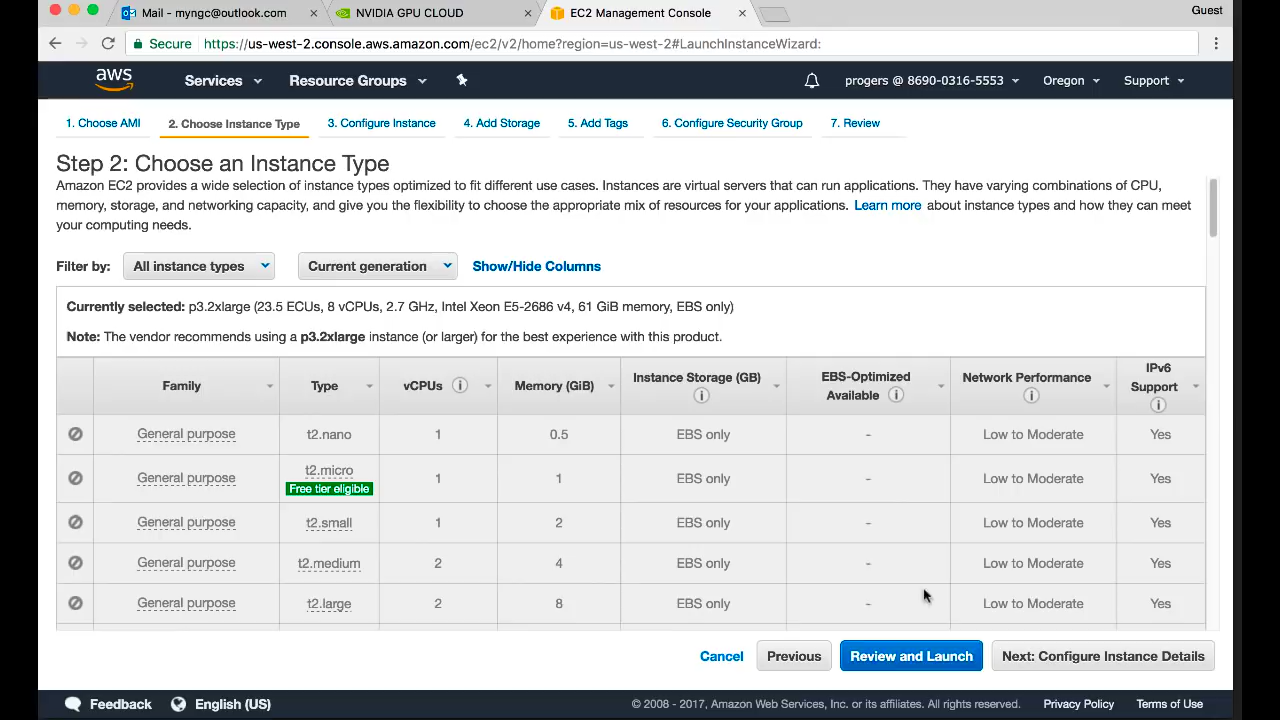 Mail - myngc@outlook.com
NVIDIA GPU CLOUD
EC2 Management Console
Guest
Secure
https://us-west-2.console.aws.amazon.com/ec2/v2/home?region=us-west-2#LaunchInstanceWizard:
aws
Services
Resource Groups
progers @ 8690-0316-5553
Oregon
Support
1. Choose AMI
2. Choose Instance Type
3. Configure Instance
4. Add Storage
5. Add Tags
6. Configure Security Group
7. Review
Step 2: Choose an Instance Type
Amazon EC2 provides a wide selection of instance types optimized to fit different use cases. Instances are virtual servers that can run applications. They have varying combinations of CPU,
memory, storage, and networking capacity, and give you the flexibility to choose the appropriate mix of resources for your applications. Learn more about instance types and how they can meet
your computing needs.
Filter by: All instance types Current generation Show/Hide Columns
Currently selected: p3.2xlarge (23.5 ECUs, 8 vCPUs, 2.7 GHz, Intel Xeon E5-2686 v4, 61 GiB memory, EBS only)
Note: The vendor recommends using a p3.2xlarge instance (or larger) for the best experience with this product.
Family Type vCPUs Memory (GiB) Instance Storage (GB) EBS-Optimized Available Network Performance IPv6 Support
General purpose t2.nano 1 0.5 EBS only - Low to Moderate Yes
General purpose t2.micro Free tier eligible 1 1 EBS only - Low to Moderate Yes
General purpose t2.small 1 2 EBS only - Low to Moderate Yes
General purpose t2.medium 2 4 EBS only - Low to Moderate Yes
General purpose t2.large 2 8 EBS only - Low to Moderate Yes
Cancel Previous Review and Launch Next: Configure Instance Details
Feedback English (US) © 2008 - 2017, Amazon Web Services, Inc. or its affiliates. All rights reserved. Privacy Policy Terms of Use